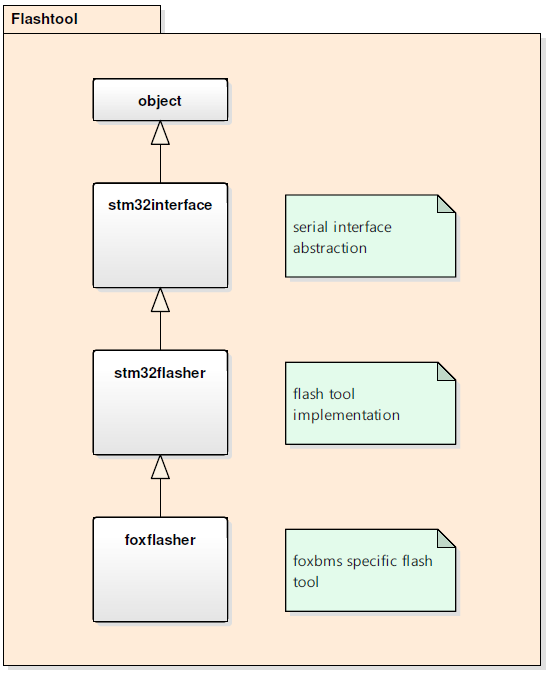 Flashtool
object
stm32interface
serial interface
abstraction
stm32flasher
flash tool
implementation
foxflasher
foxbms specific flash
tool